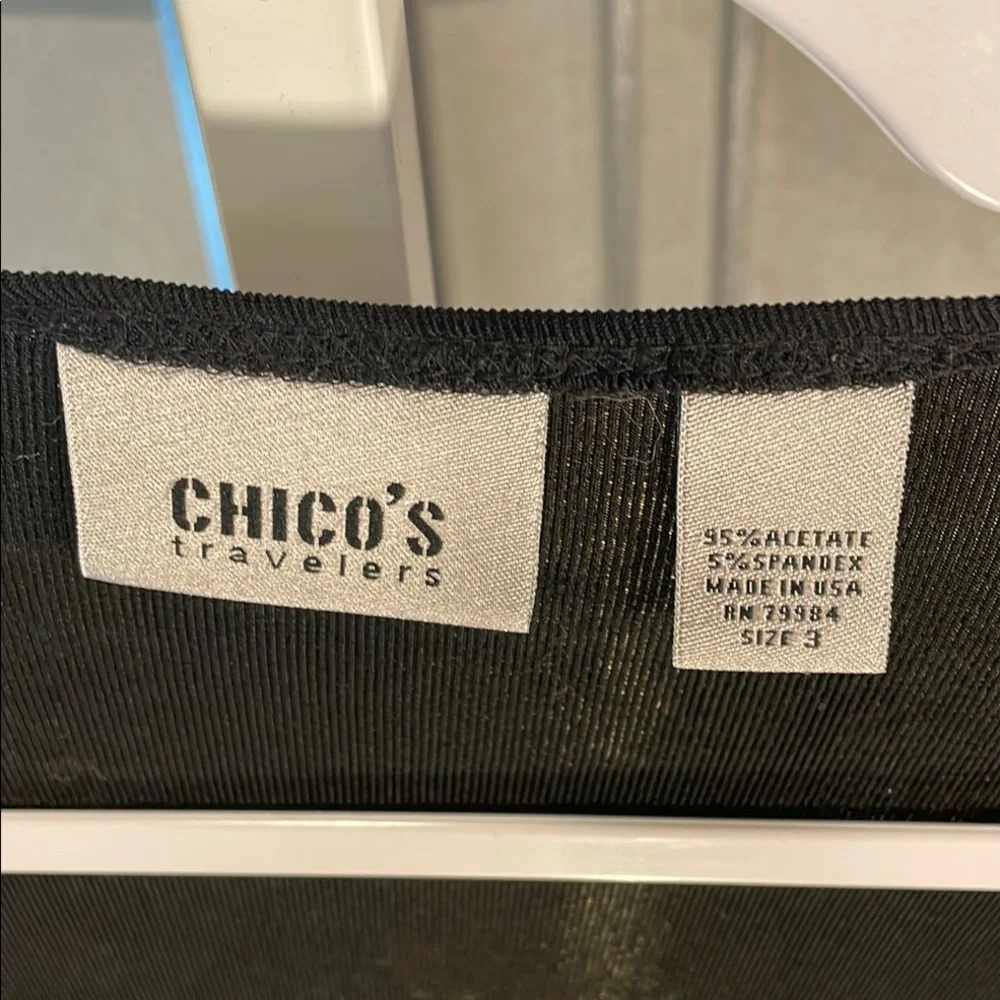 CHICO'S
travelers
95% ACETATE
5% SPANDEX
MADE IN USA
RN 79984
SIZE 3